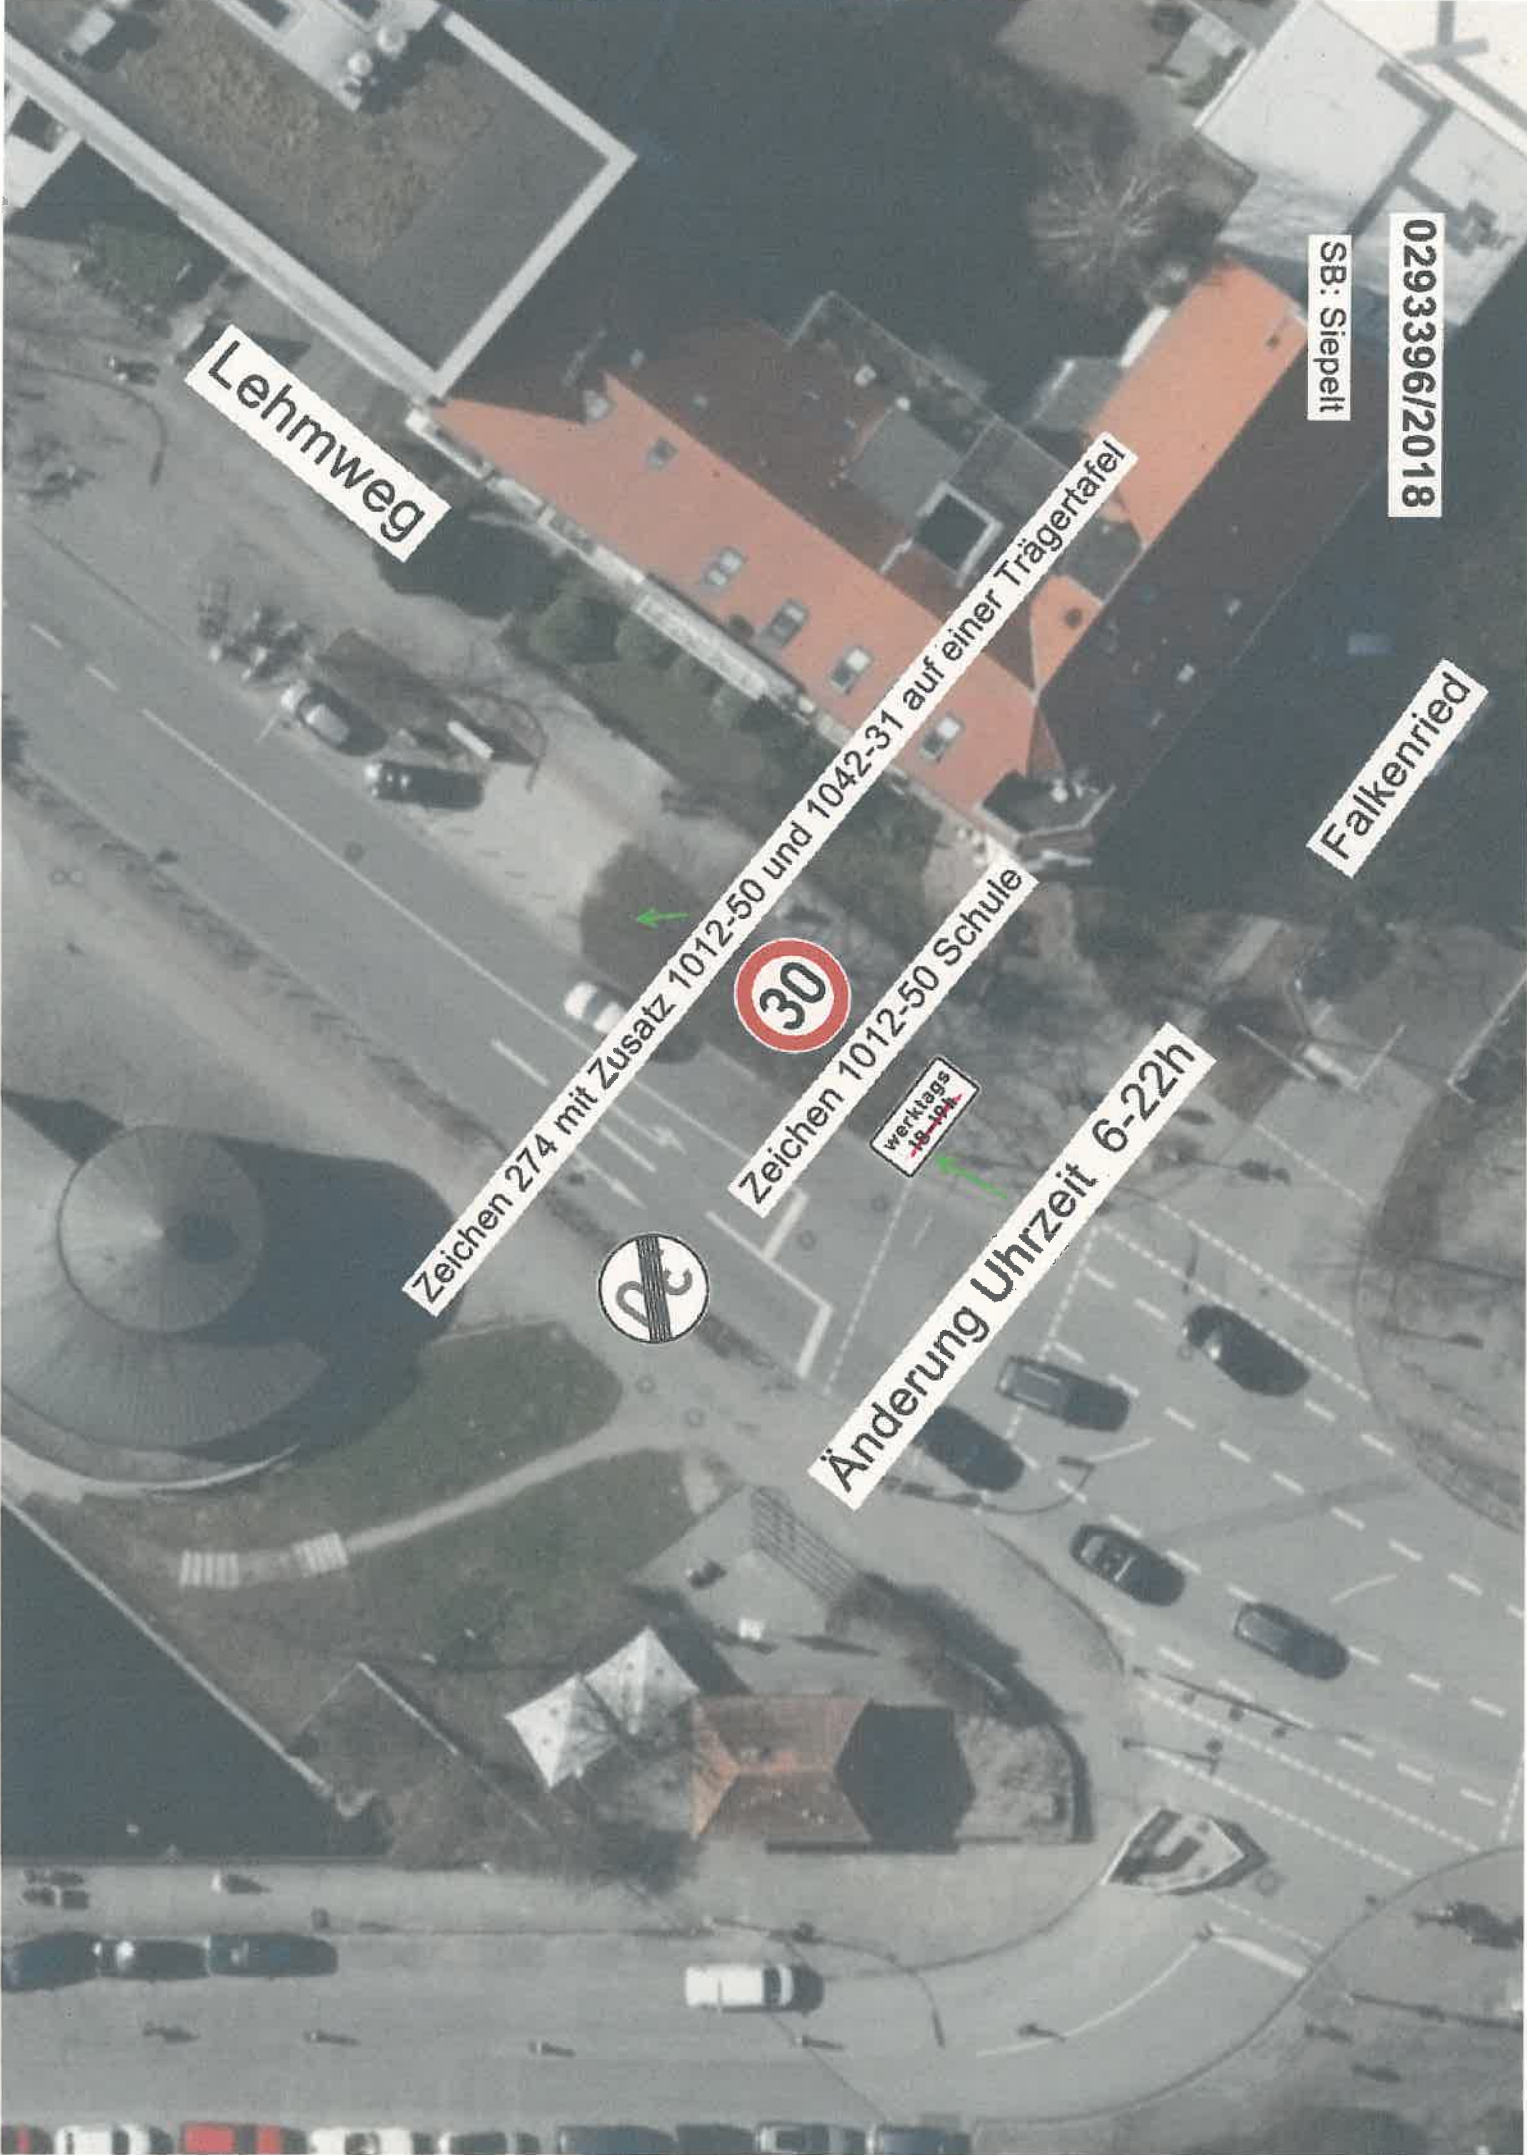 0293396/2018
SB: Siepelt
Lehmweg
Falkenried
Zeichen 274 mit Zusatz 1012-50 und 1042-31 auf einer Trägertafel
30
Zeichen 1012-50 Schule
werktags
Änderung Uhrzeit 6-22h